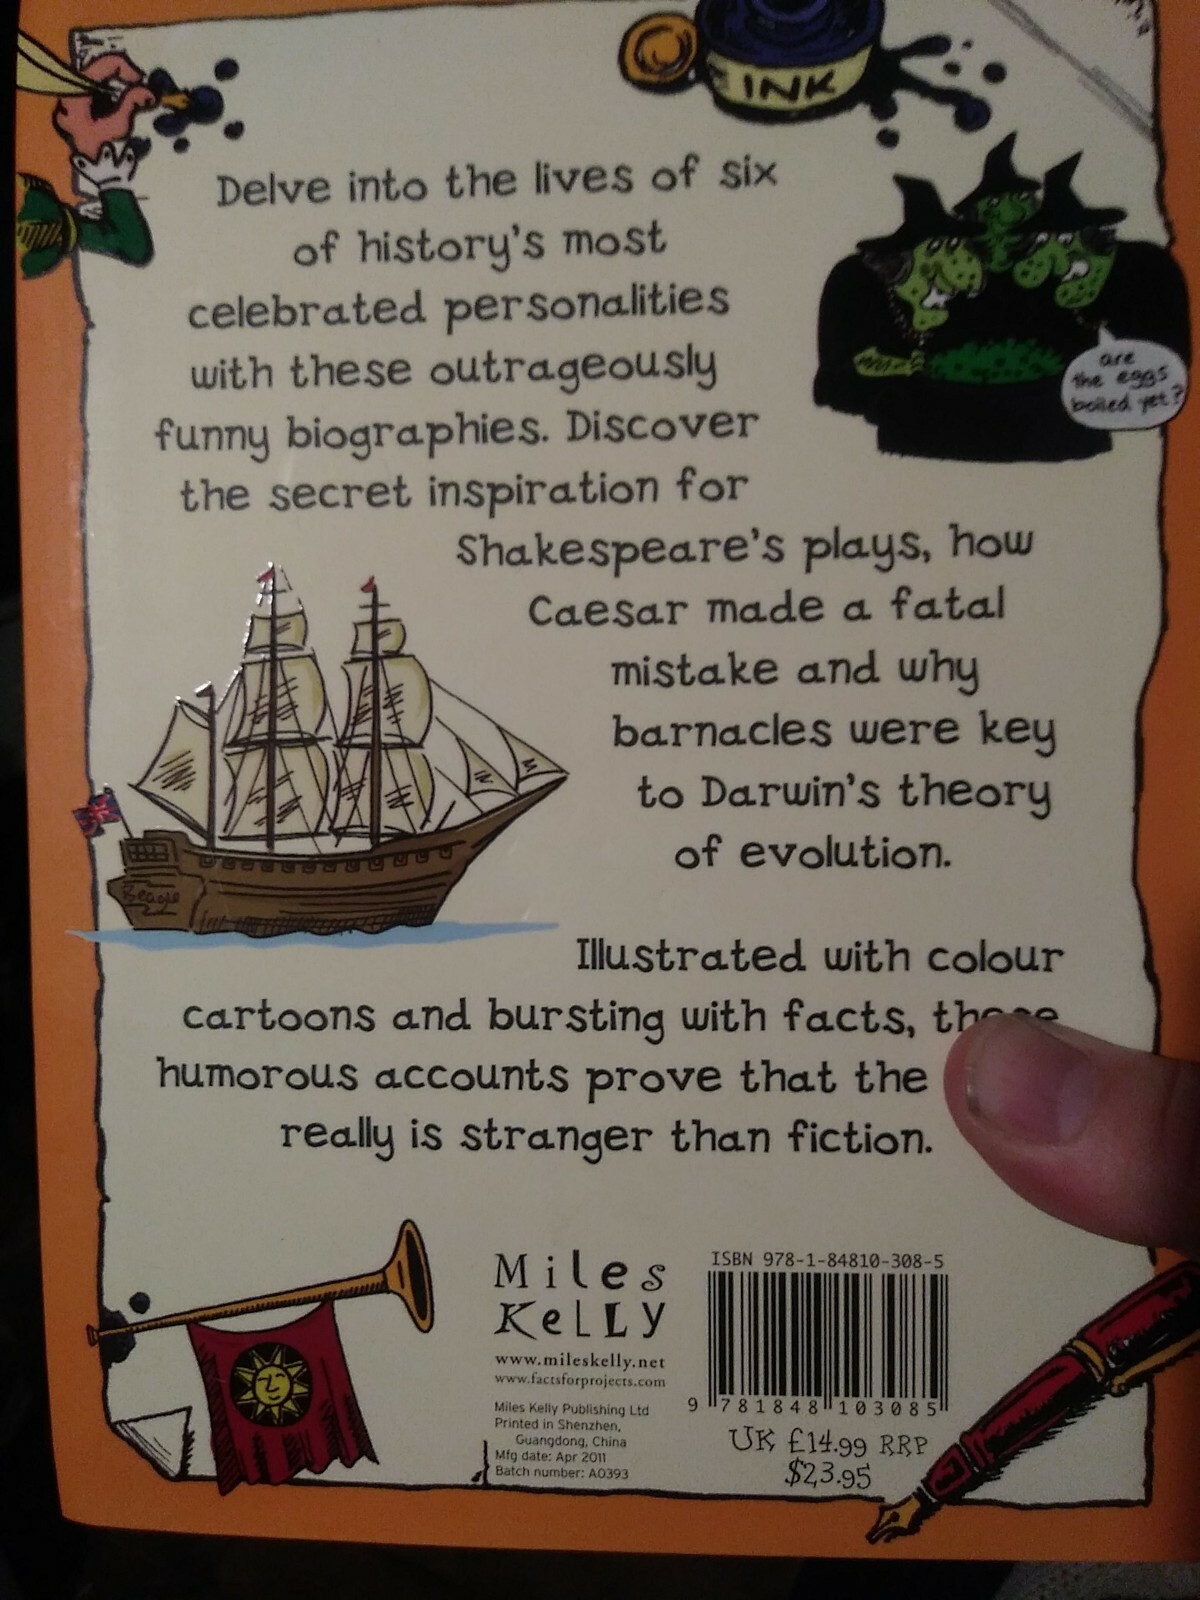 INK
Delve into the lives of six
of history's most
celebrated personalities
with these outrageously
funny biographies. Discover
the secret inspiration for
Shakespeare's plays, how
Caesar made a fatal
mistake and why
barnacles were key
to Darwin's theory
of evolution.
are
the eggs
boiled yet?
Beagle
Illustrated with colour
cartoons and bursting with facts, these
humorous accounts prove that the
really is stranger than fiction.
Miles
Kelly
www.mileskelly.net
www.factsforprojects.com
Miles Kelly Publishing Ltd
Printed in Shenzhen,
Guangdong, China
Mfg date: Apr 2011
Batch number: A0393
ISBN 978-1-84810-308-5
9 781848 103085
UK £14.99 RRP
$23.95